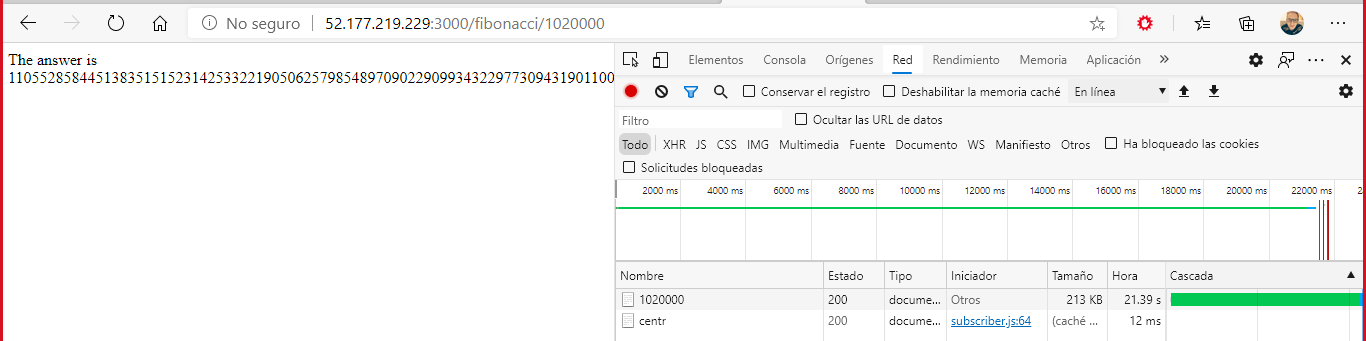 No seguro 52.177.219.229:3000/fibonacci/1020000
The answer is
1105528584451383515152314253322190506257985489709022909934322977309431901100
Elementos Consola Orígenes Red Rendimiento Memoria Aplicación »
Conservar el registro Deshabilitar la memoria caché En línea
Filtro Ocultar las URL de datos
Todo XHR JS CSS IMG Multimedia Fuente Documento WS Manifiesto Otros Ha bloqueado las cookies
Solicitudes bloqueadas
2000 ms 4000 ms 6000 ms 8000 ms 10000 ms 12000 ms 14000 ms 16000 ms 18000 ms 20000 ms 22000 ms 2
Nombre Estado Tipo Iniciador Tamaño Hora Cascada
1020000 200 docume... Otros 213 KB 21.39 s
centr 200 docume... subscriber.js:64 (caché ... 12 ms